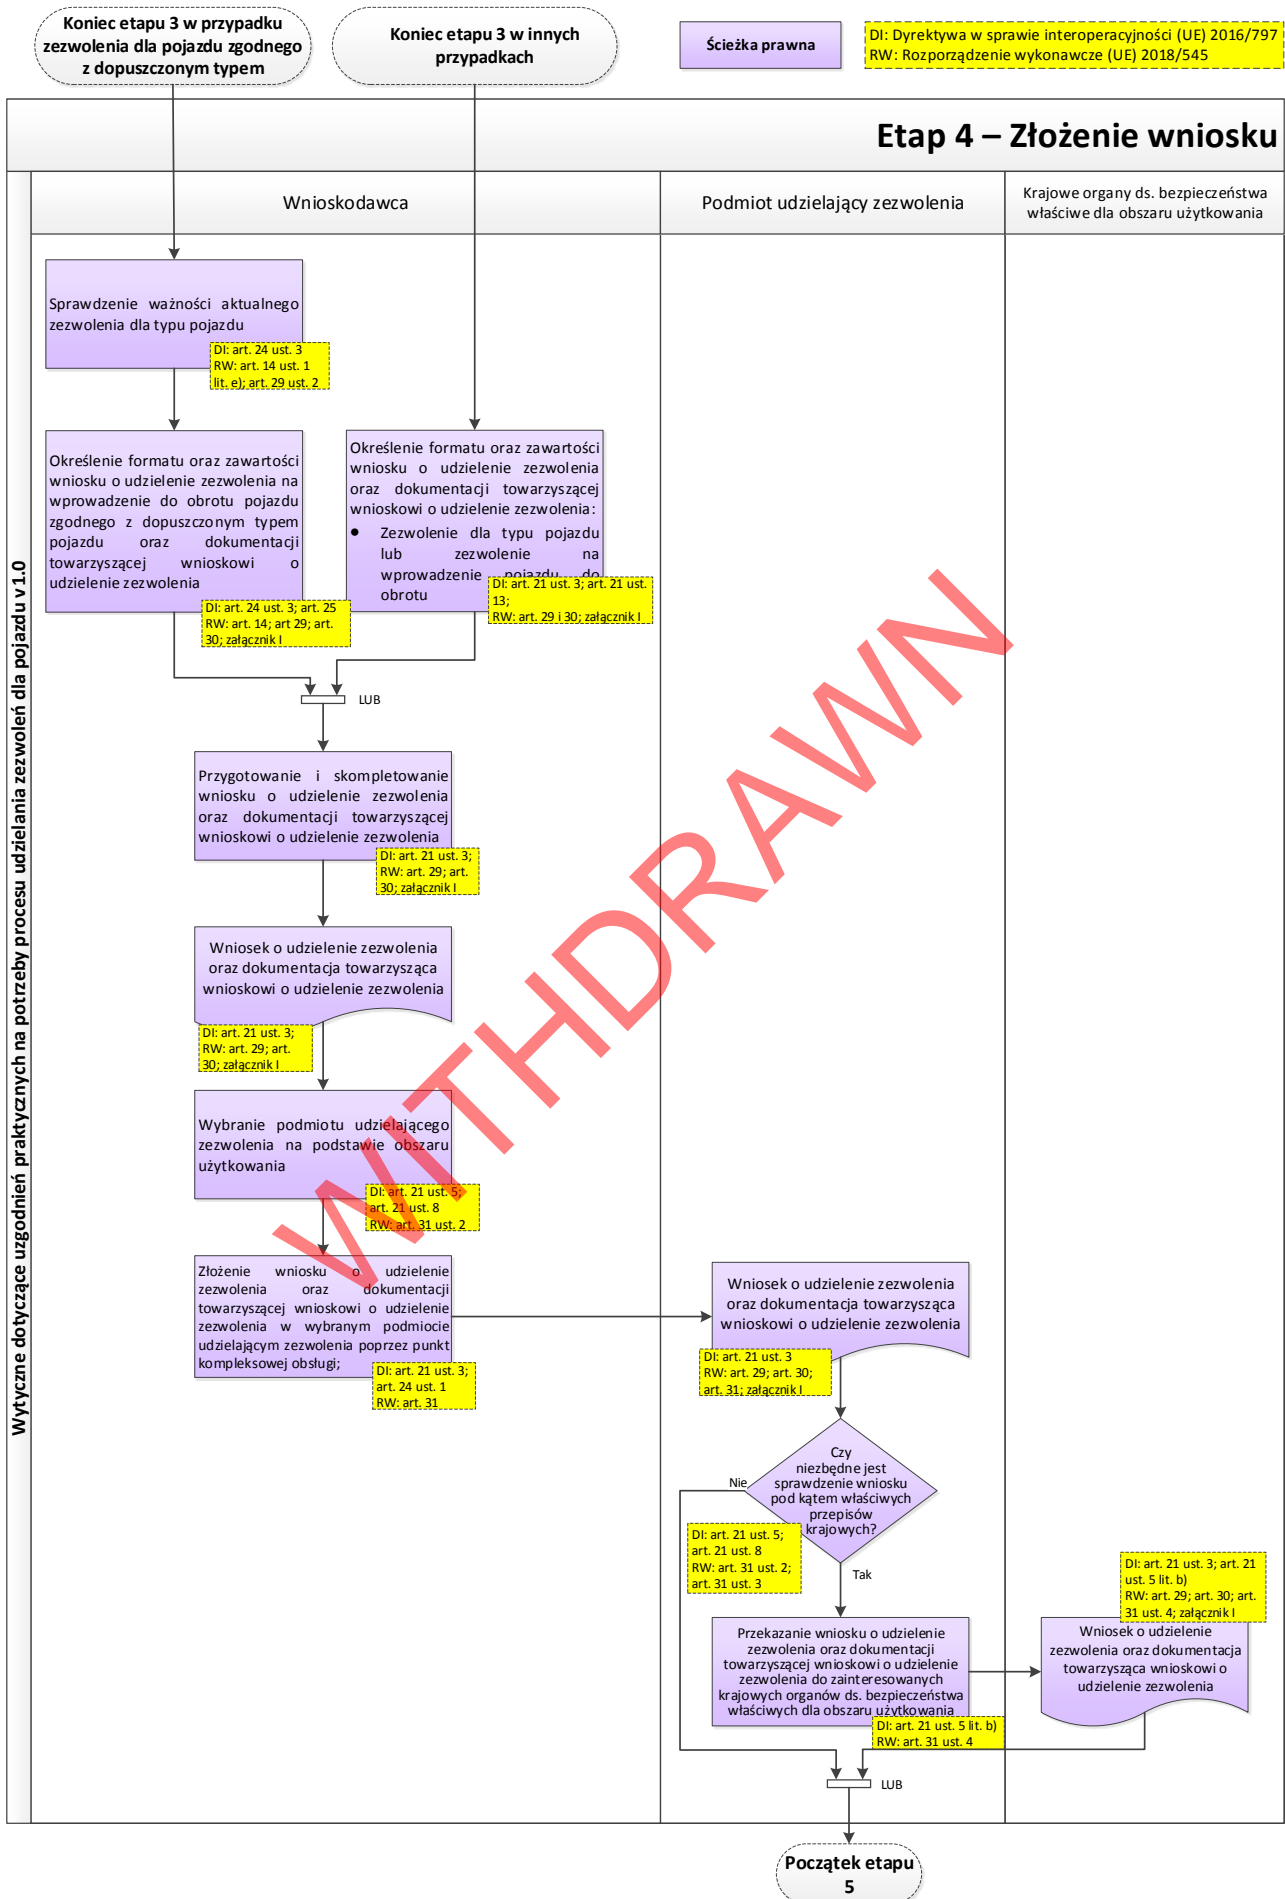 Koniec etapu 3 w przypadku
zezwolenia dla pojazdu zgodnego
z dopuszczonym typem
Koniec etapu 3 w innych
przypadkach
Ścieżka prawna
DI: Dyrektywa w sprawie interoperacyjności (UE) 2016/797
RW: Rozporządzenie wykonawcze (UE) 2018/545
Etap 4 – Złożenie wniosku
Wytyczne dotyczące uzgodnień praktycznych na potrzeby procesu udzielania zezwoleń dla pojazdu v 1.0
Wnioskodawca
Podmiot udzielający zezwolenia
Krajowe organy ds. bezpieczeństwa
właściwe dla obszaru użytkowania
Sprawdzenie ważności aktualnego
zezwolenia dla typu pojazdu
DI: art. 24 ust. 3
RW: art. 14 ust. 1
lit. e); art. 29 ust. 2
Określenie formatu oraz zawartości
wniosku o udzielenie zezwolenia na
wprowadzenie do obrotu pojazdu
zgodnego z dopuszczonym typem
pojazdu oraz dokumentacji
towarzyszącej wnioskowi o
udzielenie zezwolenia
DI: art. 24 ust. 3; art. 25
RW: art. 14; art 29; art.
30; załącznik I
Określenie formatu oraz zawartości
wniosku o udzielenie zezwolenia
oraz dokumentacji towarzyszącej
wnioskowi o udzielenie zezwolenia:
• Zezwolenie dla typu pojazdu
lub zezwolenie na
wprowadzenie pojazdu do
obrotu
DI: art. 21 ust. 3; art. 21 ust.
13;
RW: art. 29 i 30; załącznik I
LUB
Przygotowanie i skompletowanie
wniosku o udzielenie zezwolenia
oraz dokumentacji towarzyszącej
wnioskowi o udzielenie zezwolenia
DI: art. 21 ust. 3;
RW: art. 29; art.
30; załącznik I
Wniosek o udzielenie zezwolenia
oraz dokumentacja towarzysząca
wnioskowi o udzielenie zezwolenia
DI: art. 21 ust. 3;
RW: art. 29; art.
30; załącznik I
Wybranie podmiotu udzielającego
zezwolenia na podstawie obszaru
użytkowania
DI: art. 21 ust. 5;
art. 21 ust. 8
RW: art. 31 ust. 2
Złożenie wniosku o udzielenie
zezwolenia oraz dokumentacji
towarzyszącej wnioskowi o udzielenie
zezwolenia w wybranym podmiocie
udzielającym zezwolenia poprzez punkt
kompleksowej obsługi;
DI: art. 21 ust. 3;
art. 24 ust. 1
RW: art. 31
Wniosek o udzielenie zezwolenia
oraz dokumentacja towarzysząca
wnioskowi o udzielenie zezwolenia
DI: art. 21 ust. 3
RW: art. 29; art. 30;
art. 31; załącznik I
Czy
niezbędne jest
sprawdzenie wniosku
pod kątem właściwych
przepisów
krajowych?
Nie
DI: art. 21 ust. 5;
art. 21 ust. 8
RW: art. 31 ust. 2;
art. 31 ust. 3
Tak
Przekazanie wniosku o udzielenie
zezwolenia oraz dokumentacji
towarzyszącej wnioskowi o udzielenie
zezwolenia do zainteresowanych
krajowych organów ds. bezpieczeństwa
właściwych dla obszaru użytkowania
DI: art. 21 ust. 5 lit. b)
RW: art. 31 ust. 4
DI: art. 21 ust. 3; art. 21
ust. 5 lit. b)
RW: art. 29; art. 30; art.
31 ust. 4; załącznik I
Wniosek o udzielenie
zezwolenia oraz dokumentacja
towarzysząca wnioskowi o
udzielenie zezwolenia
LUB
Początek etapu
5
WITHDRAWN